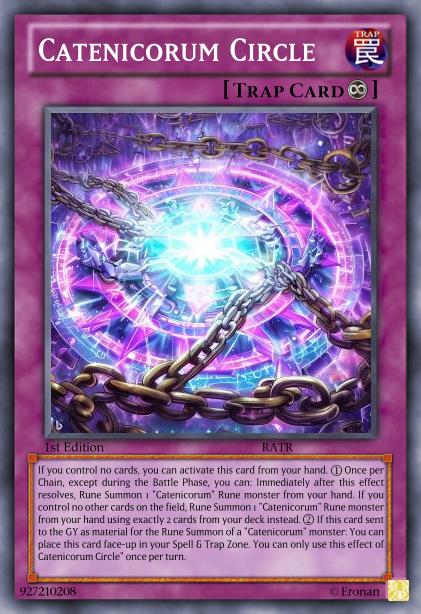 CATENICORUM CIRCLE
TRAP
罠
[TRAP CARD∞]
1st Edition RATR
If you control no cards, you can activate this card from your hand. ① Once per
Chain, except during the Battle Phase, you can: Immediately after this effect
resolves, Rune Summon 1 "Catenicorum" Rune monster from your hand. If you
control no other cards on the field, Rune Summon 1 "Catenicorum" Rune monster
from your hand using exactly 2 cards from your deck instead. ② If this card sent
to the GY as material for the Rune Summon of a "Catenicorum" monster: You can
place this card face-up in your Spell & Trap Zone. You can only use this effect of
Catenicorum Circle" once per turn.
927210208 © Eronan